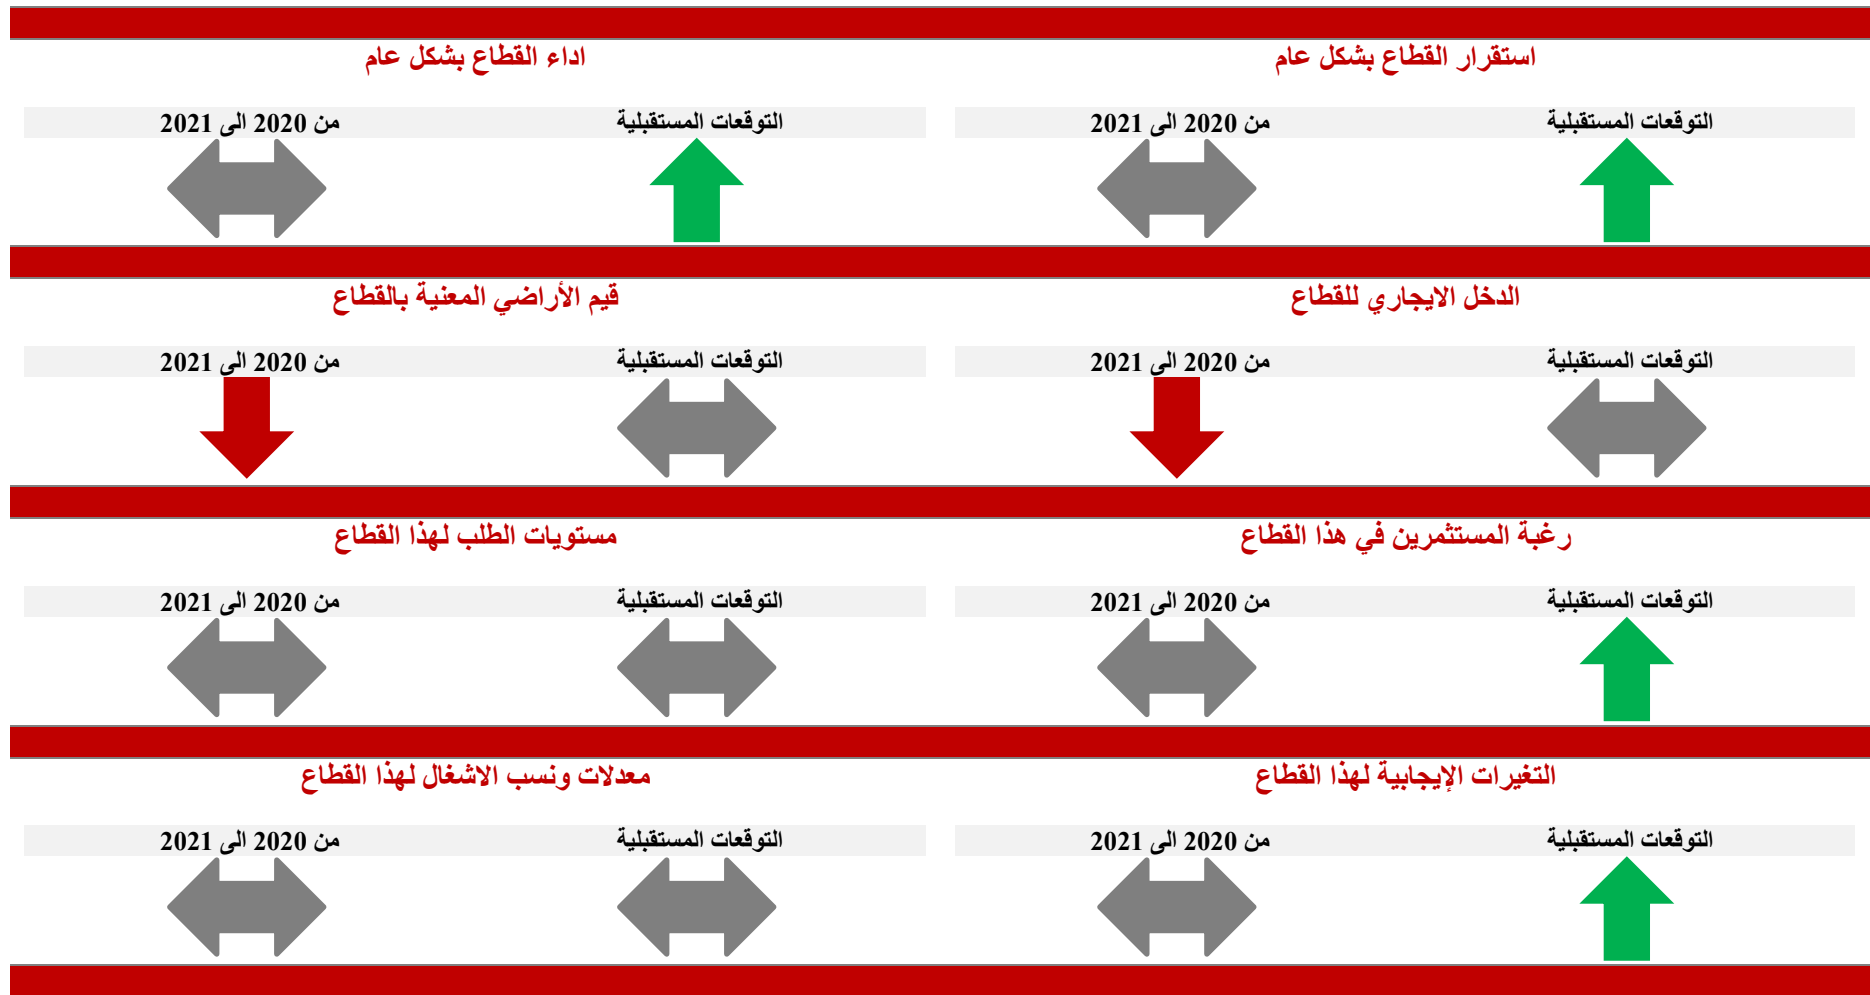 استقرار القطاع بشكل عام
التوقعات المستقبلية
من 2020 الى 2021
اداء القطاع بشكل عام
التوقعات المستقبلية
من 2020 الى 2021
الدخل الايجاري للقطاع
التوقعات المستقبلية
من 2020 الى 2021
قيم الأراضي المعنية بالقطاع
التوقعات المستقبلية
من 2020 الى 2021
رغبة المستثمرين في هذا القطاع
التوقعات المستقبلية
من 2020 الى 2021
مستويات الطلب لهذا القطاع
التوقعات المستقبلية
من 2020 الى 2021
التغيرات الإيجابية لهذا القطاع
التوقعات المستقبلية
من 2020 الى 2021
معدلات ونسب الاشغال لهذا القطاع
التوقعات المستقبلية
من 2020 الى 2021